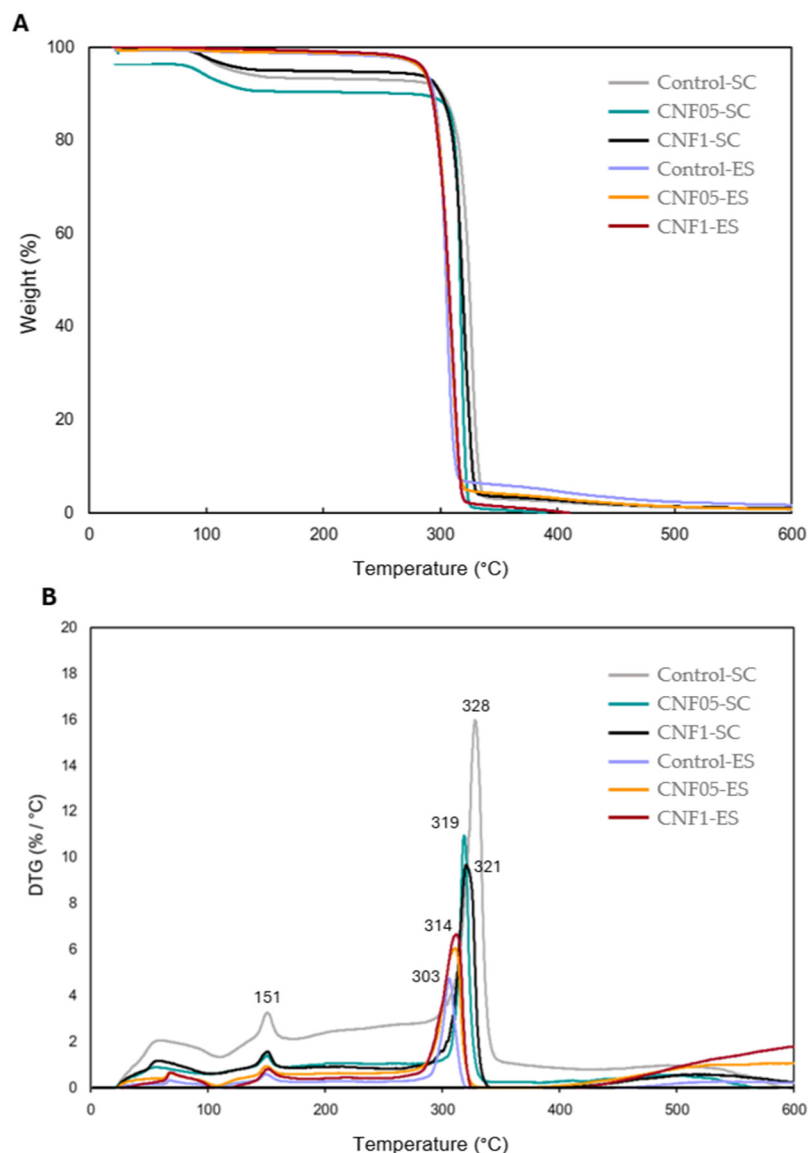 A
100
80
60
40
20
0
Weight (%)
Control-SC
CNF05-SC
CNF1-SC
Control-ES
CNF05-ES
CNF1-ES
0 100 200 300 400 500 600
Temperature (°C)
B
20
18
16
14
12
10
8
6
4
2
0
DTG (% / °C)
Control-SC
CNF05-SC
CNF1-SC
Control-ES
CNF05-ES
CNF1-ES
328
319
321
314
303
151
0 100 200 300 400 500 600
Temperature (°C)